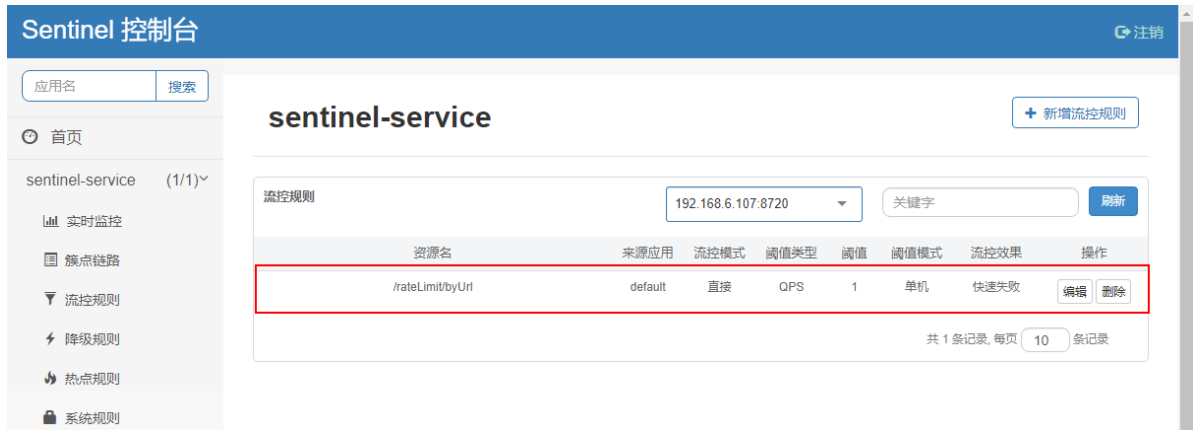 Sentinel 控制台
注销
应用名 搜索
首页
sentinel-service (1/1)
实时监控
簇点链路
流控规则
降级规则
热点规则
系统规则
sentinel-service
+ 新增流控规则
流控规则 192.168.6.107:8720 关键字 刷新
资源名 来源应用 流控模式 阈值类型 阈值 阈值模式 流控效果 操作
/rateLimit/byUrl default 直接 QPS 1 单机 快速失败 编辑 删除
共 1 条记录, 每页 10 条记录